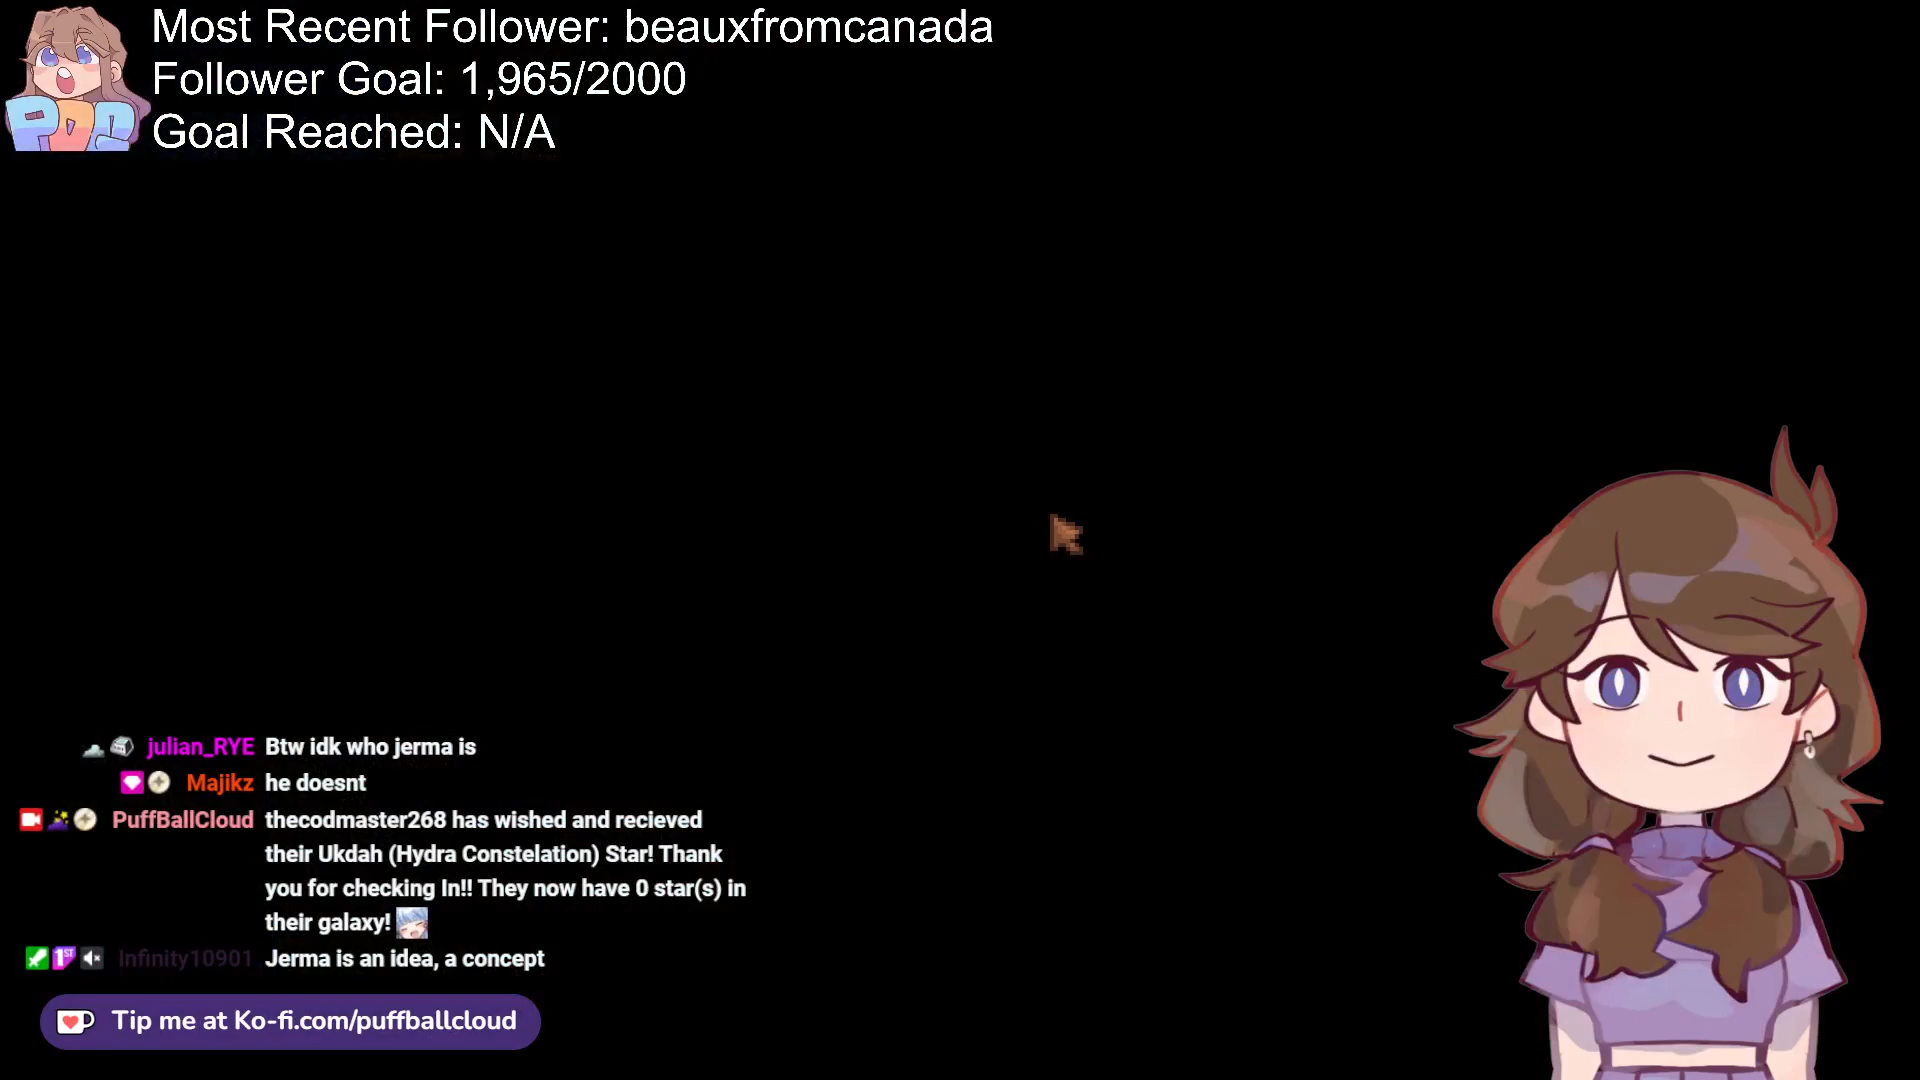 Most Recent Follower: beauxfromcanada
Follower Goal: 1,965/2000
Goal Reached: N/A
POG
julian_RYE Btw idk who jerma is
Majikz he doesnt
PuffBallCloud thecodmaster268 has wished and recieved
their Ukdah (Hydra Constelation) Star! Thank
you for checking In!! They now have 0 star(s) in
their galaxy!
1ST Infinity10901 Jerma is an idea, a concept
Tip me at Ko-fi.com/puffballcloud